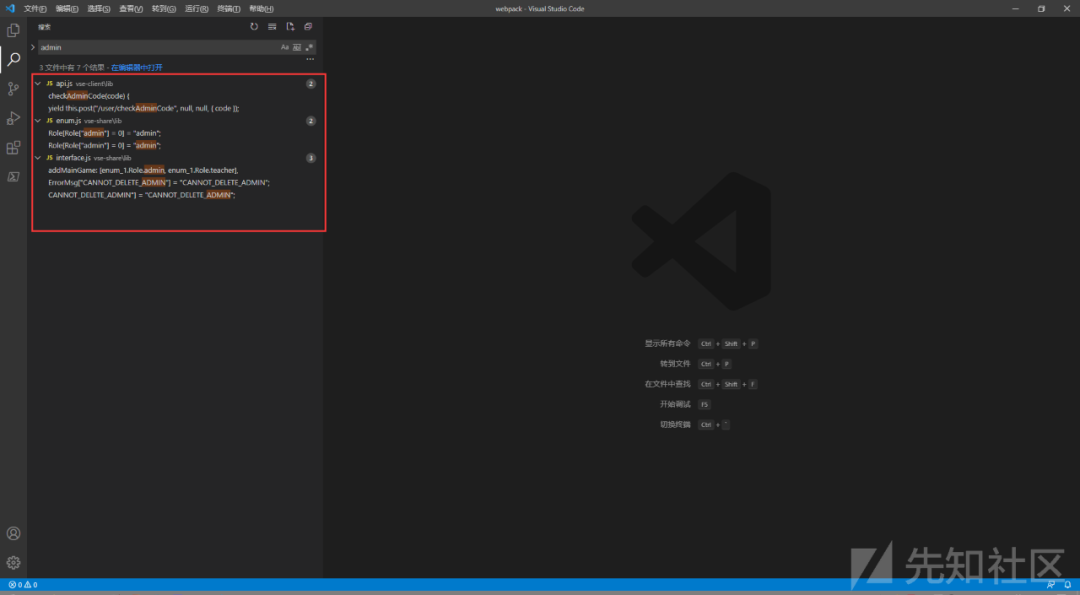 文件(F) 编辑(E) 选择(S) 查看(V) 转到(G) 运行(R) 终端(T) 帮助(H)
webpack - Visual Studio Code
搜索
admin
Aa
3 文件中有 7 个结果 - 在编辑器中打开
JS api.js vse-client\lib 2
checkAdminCode(code) {
yield this.post("/user/checkAdminCode", null, null, { code });
JS enum.js vse-share\lib 2
Role[Role["admin"] = 0] = "admin";
Role[Role["admin"] = 0] = "admin";
JS interface.js vse-share\lib 3
addMainGame: [enum_1.Role.admin, enum_1.Role.teacher],
ErrorMsg["CANNOT_DELETE_ADMIN"] = "CANNOT_DELETE_ADMIN";
CANNOT_DELETE_ADMIN"] = "CANNOT_DELETE_ADMIN";
显示所有命令 Ctrl + Shift + P
转到文件 Ctrl + P
在文件中查找 Ctrl + Shift + F
开始调试 F5
切换终端 Ctrl + `
先知社区
0 0